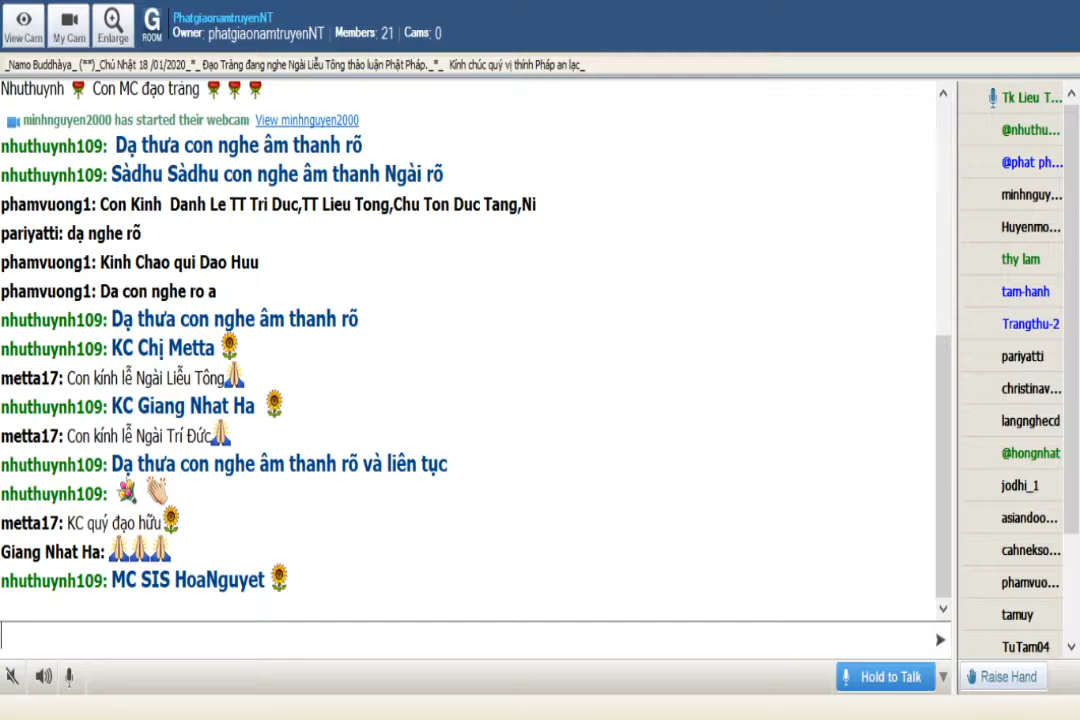 View Cam
My Cam
Enlarge
G
ROOM
PhatgiaonamtruyenNT
Owner: phatgiaonamtruyenNT | Members: 21 | Cams: 0
_Namo Buddhàya_ (**)_Chủ Nhật 18 /01/2020_*_ Đạo Tràng đang nghe Ngài Liễu Tông thảo luận Phật Pháp._*_ Kính chúc quý vị thính Pháp an lạc_
Nhuthuynh Con MC đạo tràng
minhnguyen2000 has started their webcam View minhnguyen2000
nhuthuynh109: Dạ thưa con nghe âm thanh rõ
nhuthuynh109: Sàdhu Sàdhu con nghe âm thanh Ngài rõ
phamvuong1: Con Kinh Danh Le TT Tri Duc,TT Lieu Tong,Chu Ton Duc Tang,Ni
pariyatti: dạ nghe rõ
phamvuong1: Kinh Chao qui Dao Huu
phamvuong1: Da con nghe ro a
nhuthuynh109: Dạ thưa con nghe âm thanh rõ
nhuthuynh109: KC Chị Metta
metta17: Con kính lễ Ngài Liễu Tông
nhuthuynh109: KC Giang Nhat Ha
metta17: Con kính lễ Ngài Trí Đức
nhuthuynh109: Dạ thưa con nghe âm thanh rõ và liên tục
nhuthuynh109:
metta17: KC quý đạo hữu
Giang Nhat Ha:
nhuthuynh109: MC SIS HoaNguyet
Tk Lieu T...
@nhuthu...
@phat ph...
minhnguy...
Huyenmo...
thy lam
tam-hanh
Trangthu-2
pariyatti
christinav...
langnghecd
@hongnhat
jodhi_1
asiandoo...
cahnekso...
phamvuo...
tamuy
TuTam04
Hold to Talk
Raise Hand